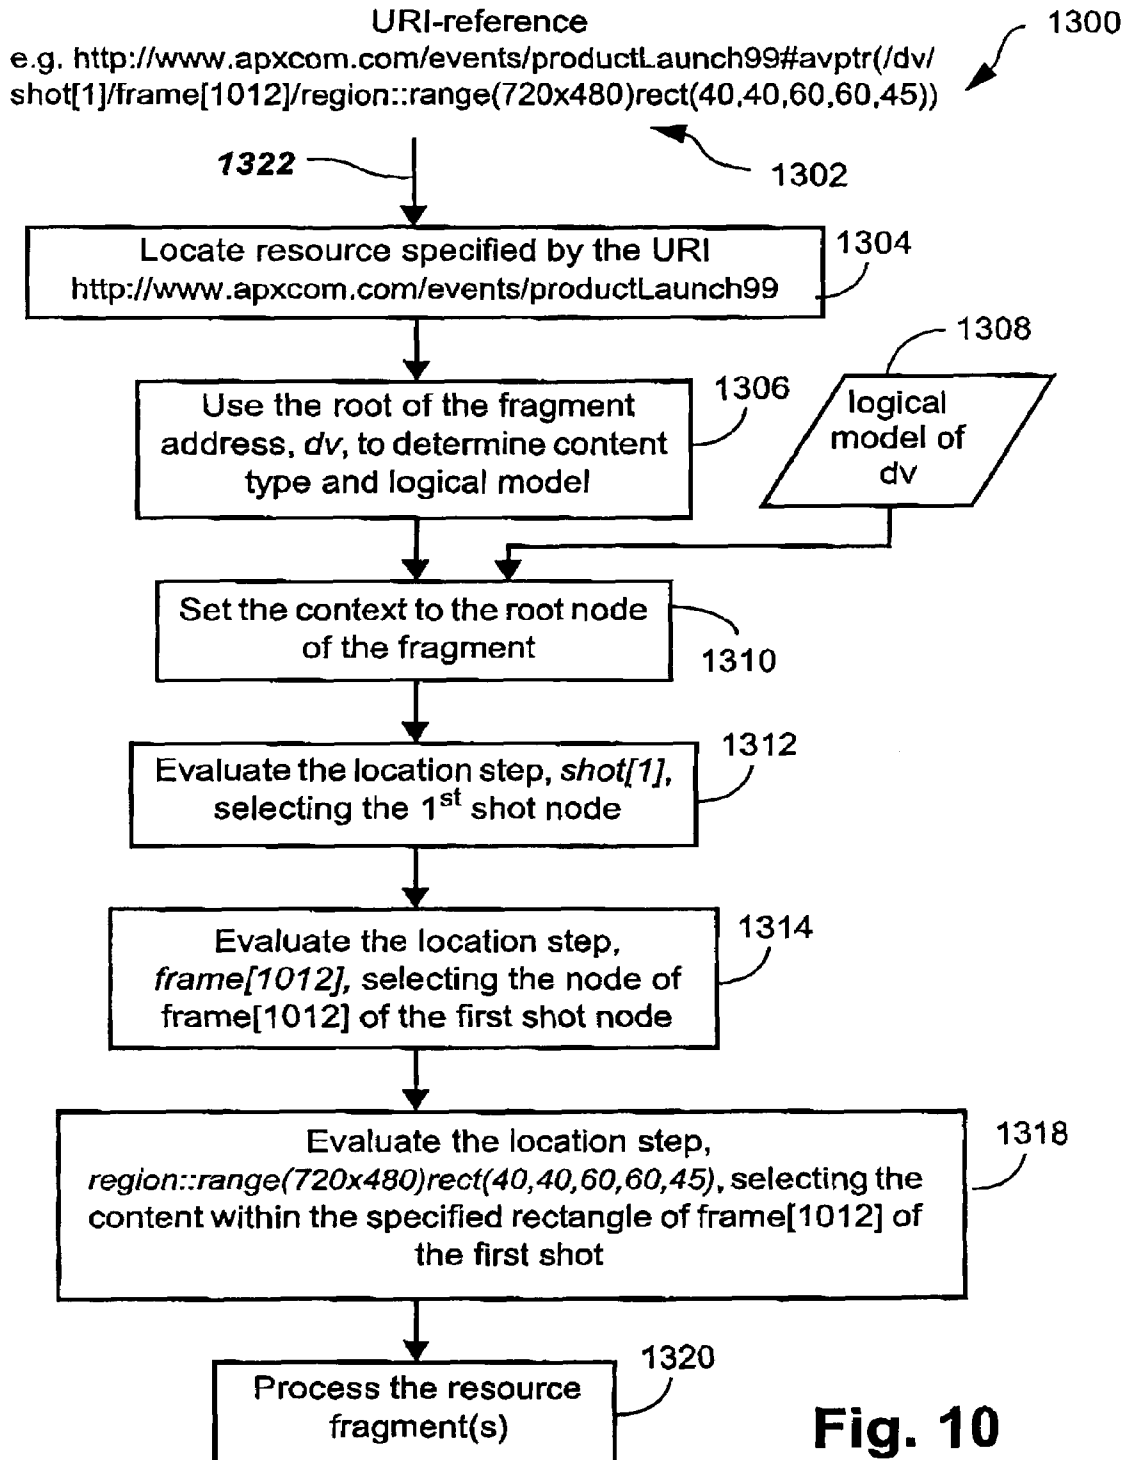 URI-reference
1300
e.g. http://www.apxcom.com/events/productLaunch99#avptr(/dv/
shot[1]/frame[1012]/region::range(720x480)rect(40,40,60,60,45))
1322
1302
Locate resource specified by the URI
http://www.apxcom.com/events/productLaunch99
1304
1308
Use the root of the fragment
address, dv, to determine content
type and logical model
1306
logical
model of
dv
Set the context to the root node
of the fragment
1310
Evaluate the location step, shot[1],
selecting the 1st shot node
1312
Evaluate the location step,
frame[1012], selecting the node of
frame[1012] of the first shot node
1314
Evaluate the location step,
region::range(720x480)rect(40,40,60,60,45), selecting the
content within the specified rectangle of frame[1012] of
the first shot
1318
Process the resource
fragment(s)
1320
Fig. 10